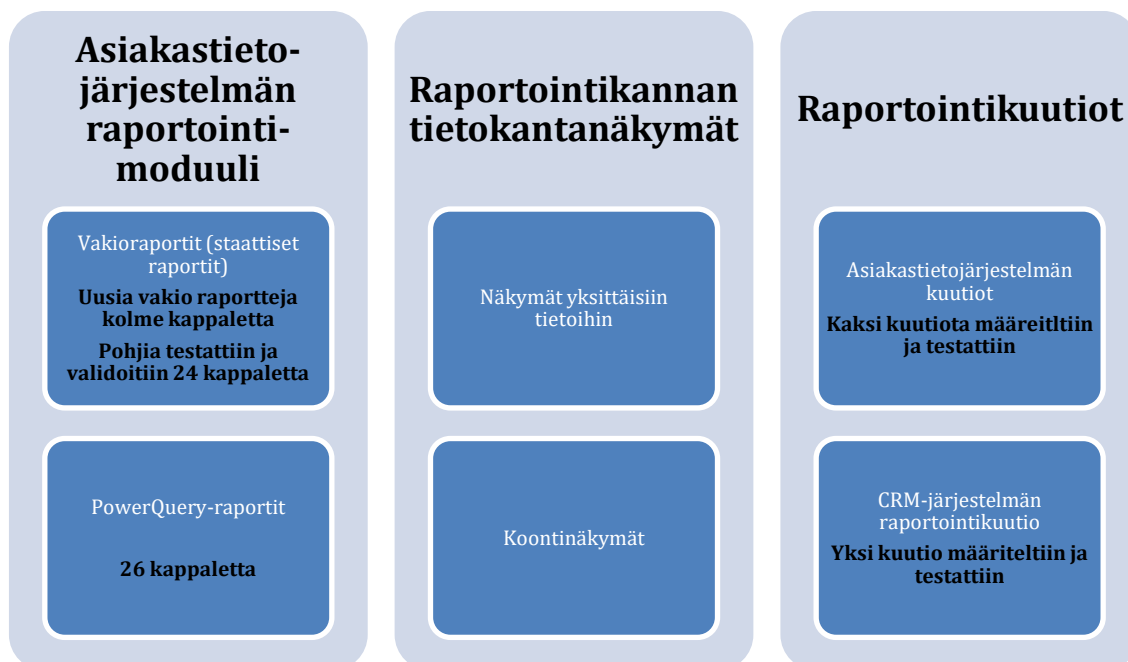 Asiakastieto-
järjestelmän
raportointi-
moduuli
Vakioraportit (staattiset
raportit)
Uusia vakio raportteja
kolme kappaletta
Pohjia testattiin ja
validoitiin 24 kappaletta
PowerQuery-raportit
26 kappaletta
Raportointikannan
tietokantanäkymät
Näkymät yksittäisiin
tietoihin
Koontinäkymät
Raportointikuutiot
Asiakastietojärjestelmän
kuutiot
Kaksi kuutiota määreitltiin
ja testattiin
CRM-järjestelmän
raportointikuutio
Yksi kuutio määriteltiin ja
testattiin